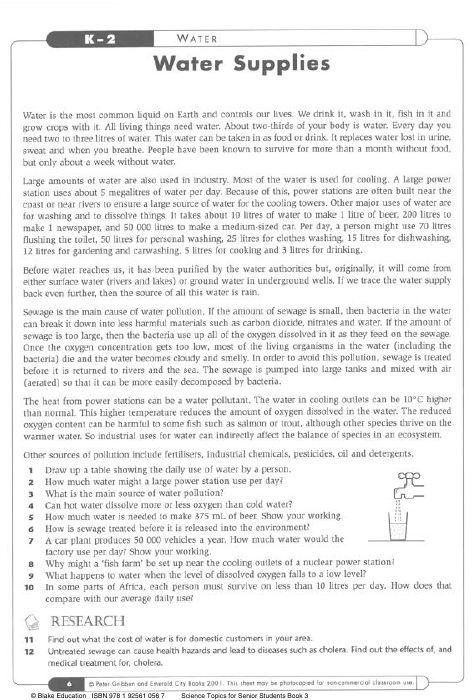 K-2
WATER
Water Supplies
Water is the most common liquid on Earth and controls our lives. We drink it, wash in it, fish in it and
grow crops with it. All living things need water. About two-thirds of your body is water. Every day you
need two to three litres of water. This water can be taken in as food or drink. It replaces water lost in urine,
sweat and when you breathe. People have been known to survive for more than a month without food,
but only about a week without water.
Large amounts of water are also used in industry. Most of the water is used for cooling. A large power
station uses about 5 megalitres of water per day. Because of this, power stations are often built near the
coast or near rivers to ensure a large source of water for the cooling towers. Other major uses of water are
for washing and to dissolve things. It takes about 10 litres of water to make 1 litre of beer, 200 litres to
make 1 newspaper, and 50 000 litres to make a medium-sized car. Per day, a person might use 70 litres
flushing the toilet, 50 litres for personal washing, 25 litres for clothes washing, 15 litres for dishwashing,
12 litres for gardening and carwashing, 5 litres for cooking and 3 litres for drinking.
Before water reaches us, it has been purified by the water authorities but, originally, it will come from
either surface water (rivers and lakes) or ground water in underground wells. If we trace the water supply
back even further, then the source of all this water is rain.
Sewage is the main cause of water pollution. If the amount of sewage is small, then bacteria in the water
can break it down into less harmful materials such as carbon dioxide, nitrates and water. If the amount of
sewage is too large, then the bacteria use up all of the oxygen dissolved in it as they feed on the sewage.
Once the oxygen concentration gets too low, most of the living organisms in the water (including the
bacteria) die and the water becomes cloudy and smelly. In order to avoid this pollution, sewage is treated
before it is returned to rivers and the sea. The sewage is pumped into large tanks and mixed with air
(aerated) so that it can be more easily decomposed by bacteria.
The heat from power stations can be a water pollutant. The water in cooling outlets can be 10°C higher
than normal. This higher temperature reduces the amount of oxygen dissolved in the water. The reduced
oxygen content can be harmful to some fish such as salmon or trout, although other species thrive on the
warmer water. So industrial uses for water can indirectly affect the balance of species in an ecosystem.
Other sources of pollution include fertilisers, industrial chemicals, pesticides, oil and detergents.
1 Draw up a table showing the daily use of water by a person.
2 How much water might a large power station use per day?
3 What is the main source of water pollution?
4 Can hot water dissolve more or less oxygen than cold water?
5 How much water is needed to make 375 mL of beer. Show your working.
6 How is sewage treated before it is released into the environment?
7 A car plant produces 50 000 vehicles a year. How much water would the
factory use per day? Show your working.
8 Why might a 'fish farm' be set up near the cooling outlets of a nuclear power station?
9 What happens to water when the level of dissolved oxygen falls to a low level?
10 In some parts of Africa, each person must survive on less than 10 litres per day. How does that
compare with our average daily use?
RESEARCH
11 Find out what the cost of water is for domestic customers in your area.
12 Untreated sewage can cause health hazards and lead to diseases such as cholera. Find out the effects of, and
medical treatment for, cholera.
6 © Peter Gribben and Emerald City Books 2001. This sheet may be photocopied for non-commercial classroom use.
© Blake Education ISBN 978 1 92561 056 7 Science Topics for Senior Students Book 3